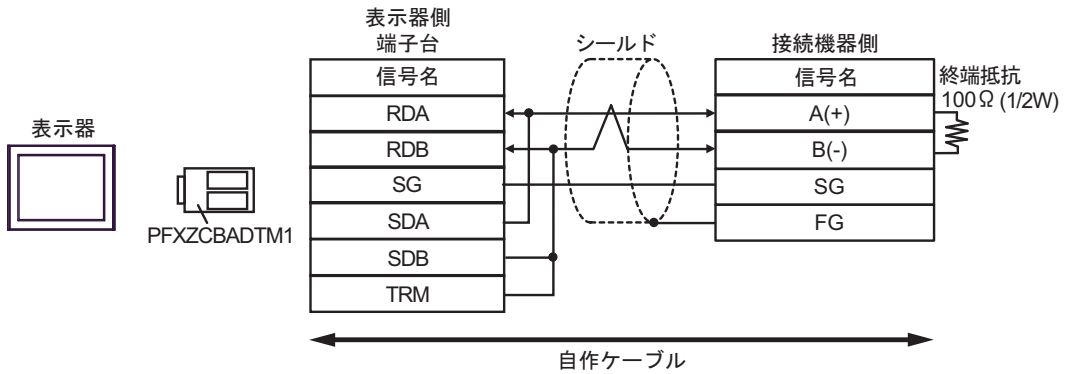 表示器
PFXZCBADTM1
表示器側
端子台
信号名
RDA
RDB
SG
SDA
SDB
TRM
シールド
接続機器側
信号名
A(+)
B(-)
SG
FG
終端抵抗
100Ω (1/2W)
自作ケーブル